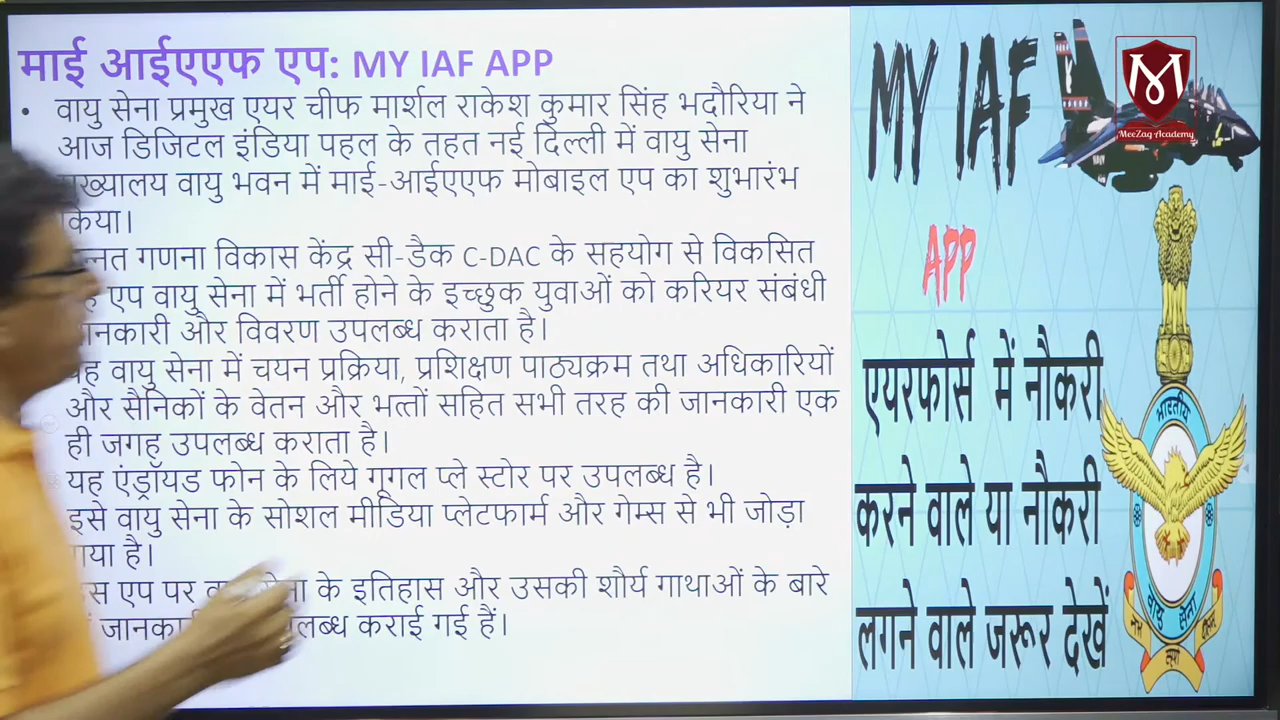 माई आईएएफ एप: MY IAF APP
• वायु सेना प्रमुख एयर चीफ मार्शल राकेश कुमार सिंह भदौरिया ने
आज डिजिटल इंडिया पहल के तहत नई दिल्ली में वायु सेना
मुख्यालय वायु भवन में माई-आईएएफ मोबाइल एप का शुभारंभ
किया।
गणना विकास केंद्र सी-डैक C-DAC के सहयोग से विकसित
एप वायु सेना में भर्ती होने के इच्छुक युवाओं को करियर संबंधी
जानकारी और विवरण उपलब्ध कराता है।
यह वायु सेना में चयन प्रक्रिया, प्रशिक्षण पाठ्यक्रम तथा अधिकारियों
और सैनिकों के वेतन और भत्तों सहित सभी तरह की जानकारी एक
ही जगह उपलब्ध कराता है।
यह एंड्रॉयड फोन के लिये गूगल प्ले स्टोर पर उपलब्ध है।
इसे वायु सेना के सोशल मीडिया प्लेटफार्म और गेम्स से भी जोड़ा
गया है।
एप पर के इतिहास और उसकी शौर्य गाथाओं के बारे
कराई गई हैं।
MY IAF
APP
एयरफोर्स में नौकरी
करने वाले या नौकरी
लगने वाले जरूर देखें
MeeZaq Academy
भारतीय
वायु सेना